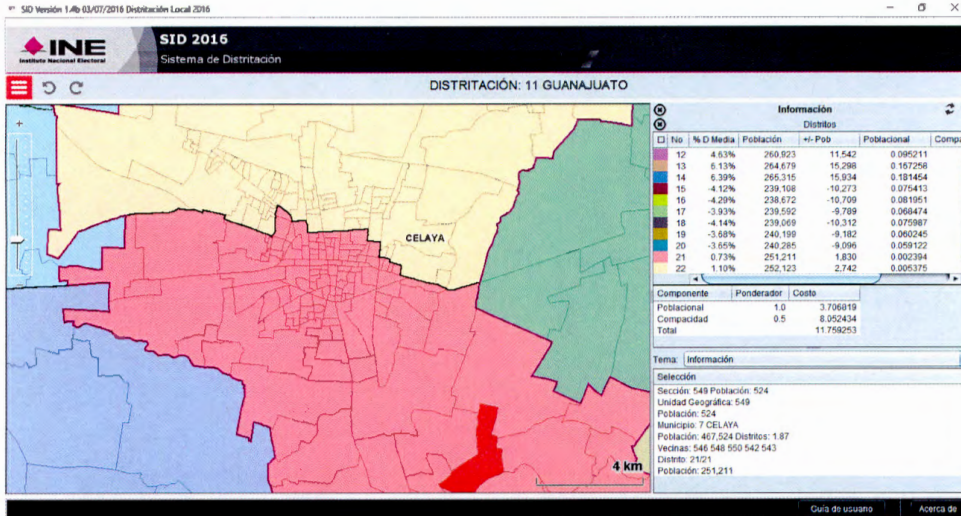 SID Versión 1.4b 03/07/2016 Distritación Local 2016
INE
Instituto Nacional Electoral
SID 2016
Sistema de Distritación
DISTRITACIÓN: 11 GUANAJUATO
CELAYA
4 km
Información
Distritos
No % D Media Población +/- Pob Poblacional Compa
12 4.63% 260,923 11,542 0.095211
13 6.13% 264,679 15,298 0.167258
14 6.39% 265,315 15,934 0.181454
15 -4.12% 239,108 -10,273 0.075413
16 -4.29% 238,672 -10,709 0.081951
17 -3.93% 239,592 -9,789 0.068474
18 -4.14% 239,069 -10,312 0.075987
19 -3.68% 240,199 -9,182 0.060245
20 -3.65% 240,285 -9,096 0.059122
21 0.73% 251,211 1,830 0.002394
22 1.10% 252,123 2,742 0.005375
Componente Ponderador Costo
Poblacional 1.0 3.706819
Compacidad 0.5 8.052434
Total 11.759253
Tema: Información
Selección
Sección: 549 Población: 524
Unidad Geográfica: 549
Población: 524
Municipio: 7 CELAYA
Población: 467,524 Distritos: 1.87
Vecinas: 546 548 550 542 543
Distrito: 21/21
Población: 251,211
Guía de usuario
Acerca de